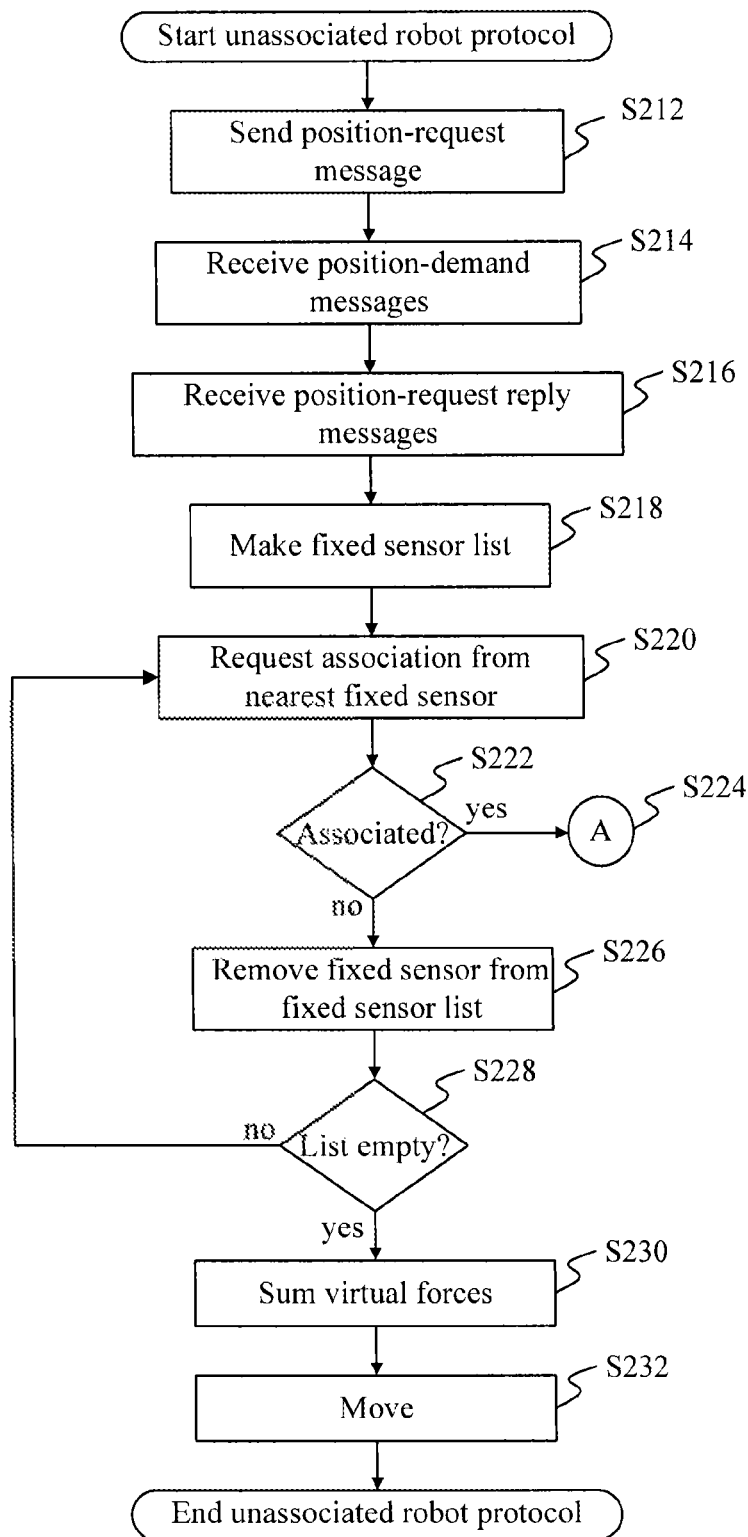 Start unassociated robot protocol
S212
Send position-request
message
S214
Receive position-demand
messages
S216
Receive position-request reply
messages
S218
Make fixed sensor list
S220
Request association from
nearest fixed sensor
S222
Associated?
yes
S224
A
no
S226
Remove fixed sensor from
fixed sensor list
S228
List empty?
no
yes
S230
Sum virtual forces
S232
Move
End unassociated robot protocol